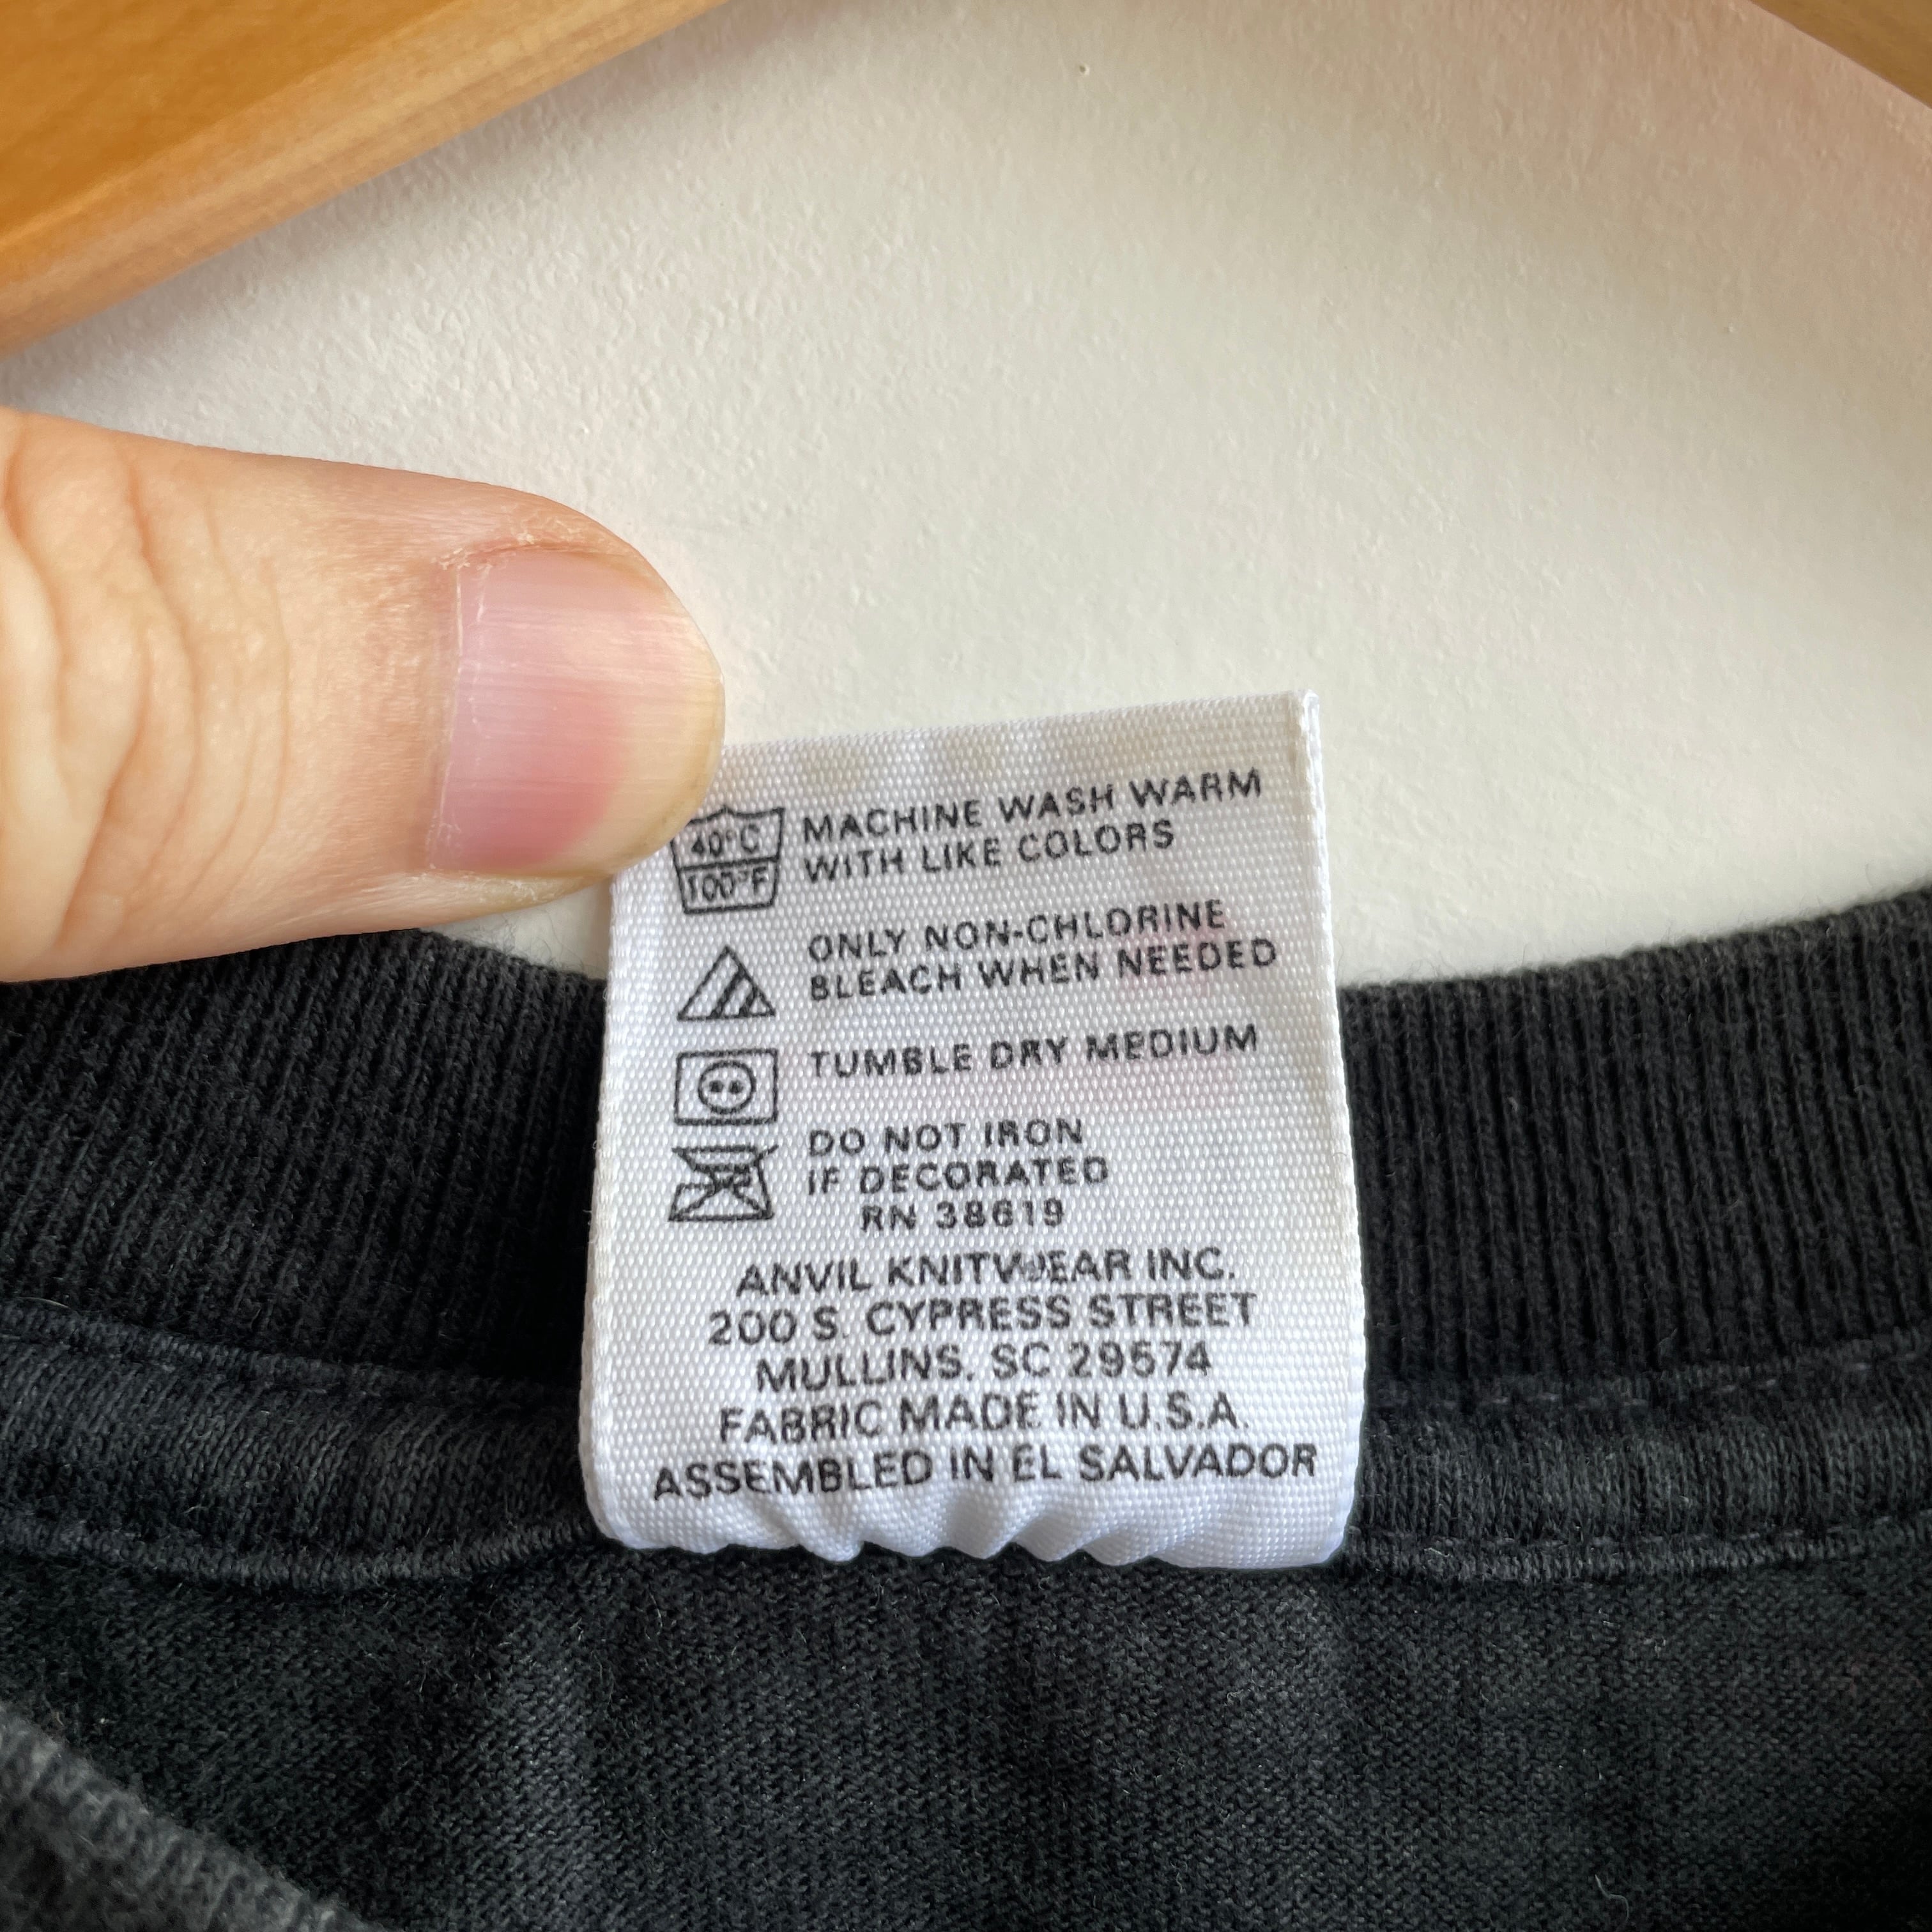 40°C
100°F
MACHINE WASH WARM
WITH LIKE COLORS
ONLY NON-CHLORINE
BLEACH WHEN NEEDED
TUMBLE DRY MEDIUM
DO NOT IRON
IF DECORATED
RN 38619
ANVIL KNITWEAR INC.
200 S. CYPRESS STREET
MULLINS, SC 29574
FABRIC MADE IN U.S.A.
ASSEMBLED IN EL SALVADOR